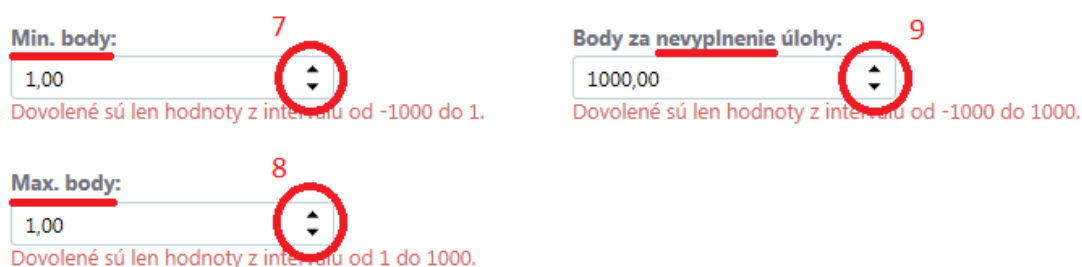 7
Min. body:
1,00
Dovolené sú len hodnoty z intervalu od -1000 do 1.
9
Body za nevyplnenie úlohy:
1000,00
Dovolené sú len hodnoty z intervalu od -1000 do 1000.
8
Max. body:
1,00
Dovolené sú len hodnoty z intervalu od 1 do 1000.